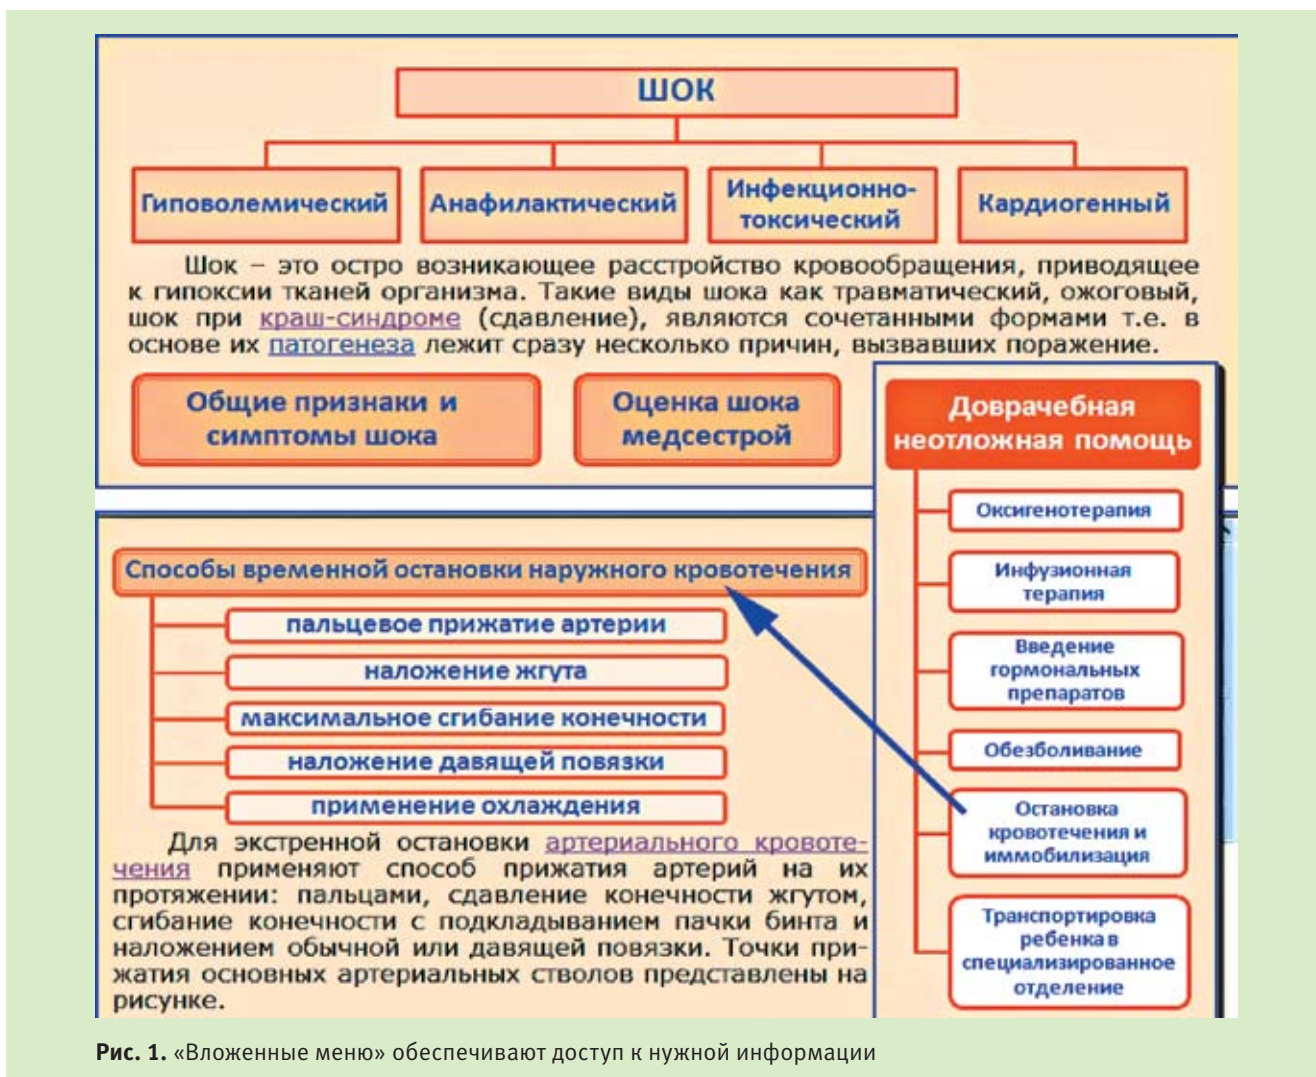 ШОК
Гиповолемический
Анафилактический
Инфекционно-
токсический
Кардиогенный
Шок – это остро возникающее расстройство кровообращения, приводящее
к гипоксии тканей организма. Такие виды шока как травматический, ожоговый,
шок при краш-синдроме (сдавление), являются сочетанными формами т.е. в
основе их патогенеза лежит сразу несколько причин, вызвавших поражение.
Общие признаки и
симптомы шока
Оценка шока
медсестрой
Доврачебная
неотложная помощь
Оксигенотерапия
Инфузионная
терапия
Введение
гормональных
препаратов
Обезболивание
Остановка
кровотечения и
иммобилизация
Транспортировка
ребенка в
специализированное
отделение
Способы временной остановки наружного кровотечения
пальцевое прижатие артерии
наложение жгута
максимальное сгибание конечности
наложение давящей повязки
применение охлаждения
Для экстренной остановки артериального кровоте-
чения применяют способ прижатия артерий на их
протяжении: пальцами, сдавление конечности жгутом,
сгибание конечности с подкладыванием пачки бинта и
наложением обычной или давящей повязки. Точки при-
жатия основных артериальных стволов представлены на
рисунке.
Рис. 1. «Вложенные меню» обеспечивают доступ к нужной информации